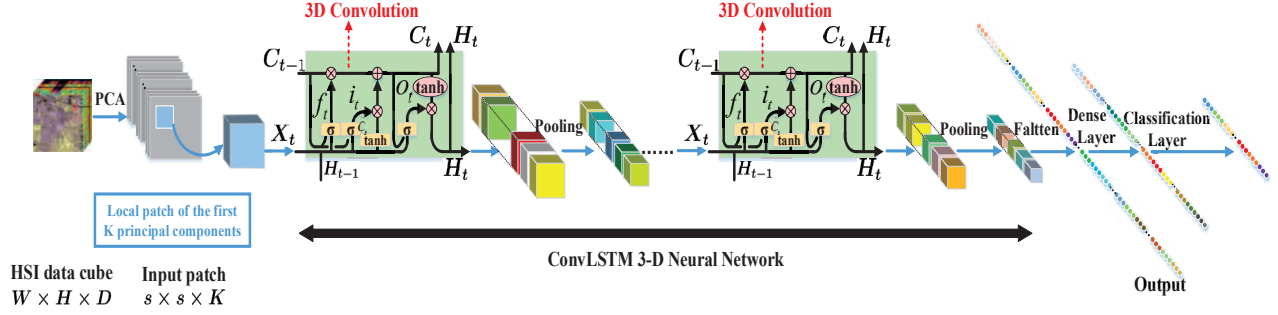 3D Convolution
3D Convolution
C_t H_t
C_t H_t
C_{t-1}
C_{t-1}
PCA
f_t i_t O_t tanh
f_t i_t O_t tanh
X_t σ σ C_t tanh σ
Pooling
X_t σ σ C_t tanh σ
Pooling
Faltten
Dense
Layer
Classification
Layer
H_{t-1} H_t
H_{t-1} H_t
Local patch of the first
K principal components
ConvLSTM 3-D Neural Network
HSI data cube
W × H × D
Input patch
s × s × K
Output